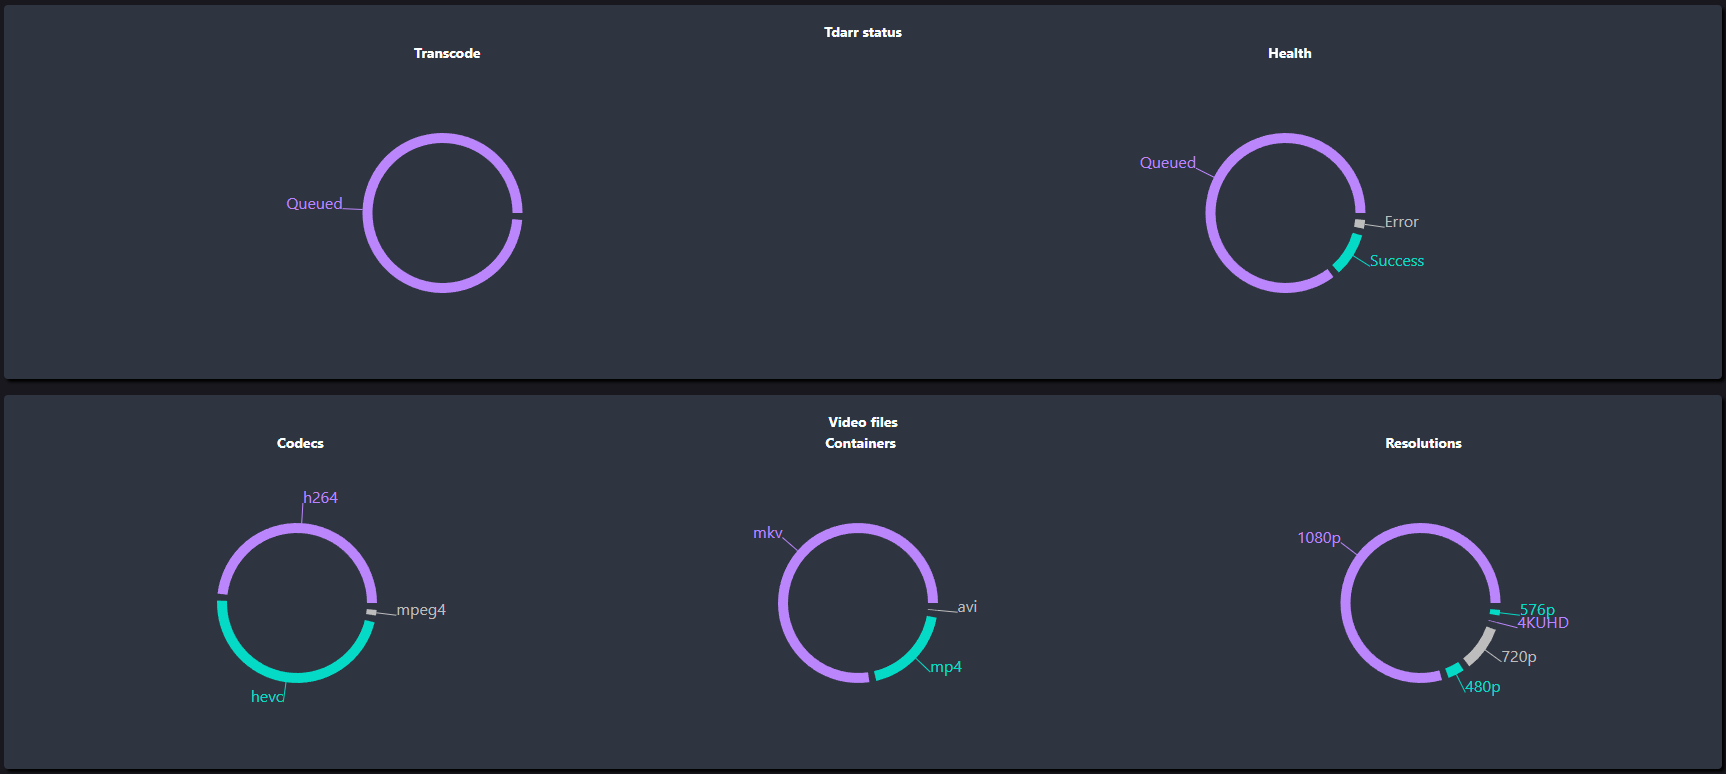 Tdarr status
Transcode
Health
Queued
Queued
Error
Success
Video files
Codecs
Containers
Resolutions
h264
mpeg4
hevc
mkv
avi
mp4
1080p
576p
4KUHD
720p
480p